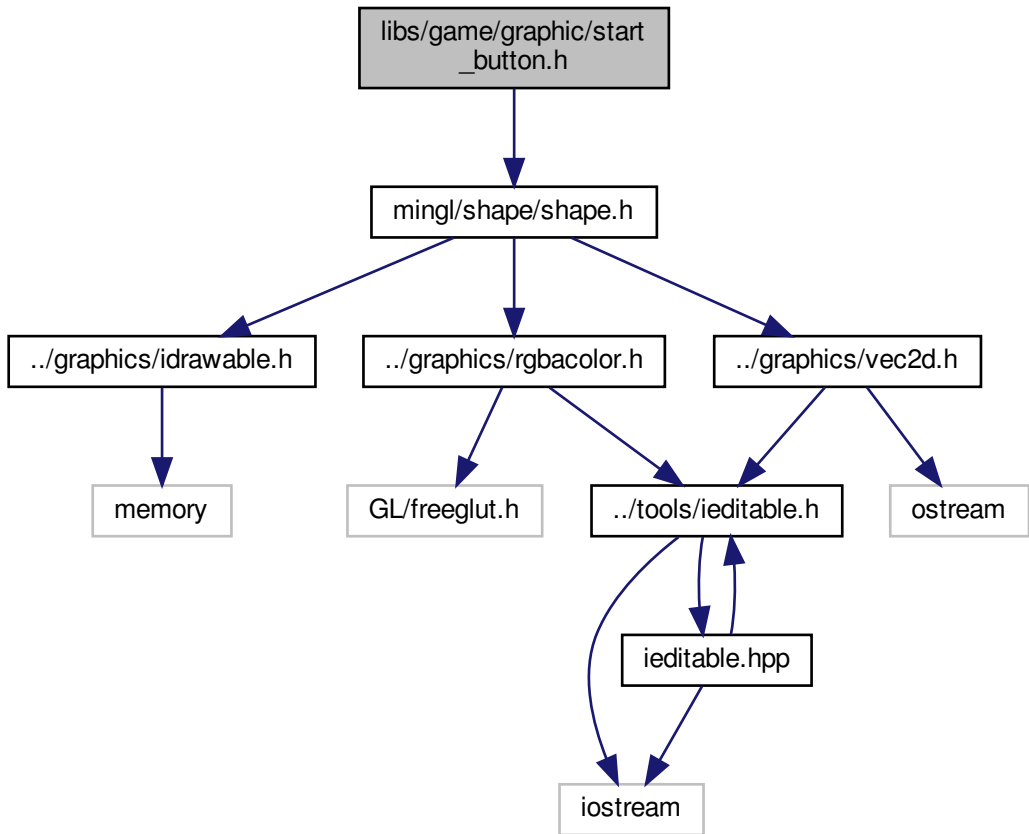 libs/game/graphic/start
_button.h
mingl/shape/shape.h
../graphics/idrawable.h
../graphics/rgbacolor.h
../graphics/vec2d.h
memory
GL/freeglut.h
../tools/ieditable.h
ostream
ieditable.hpp
iostream